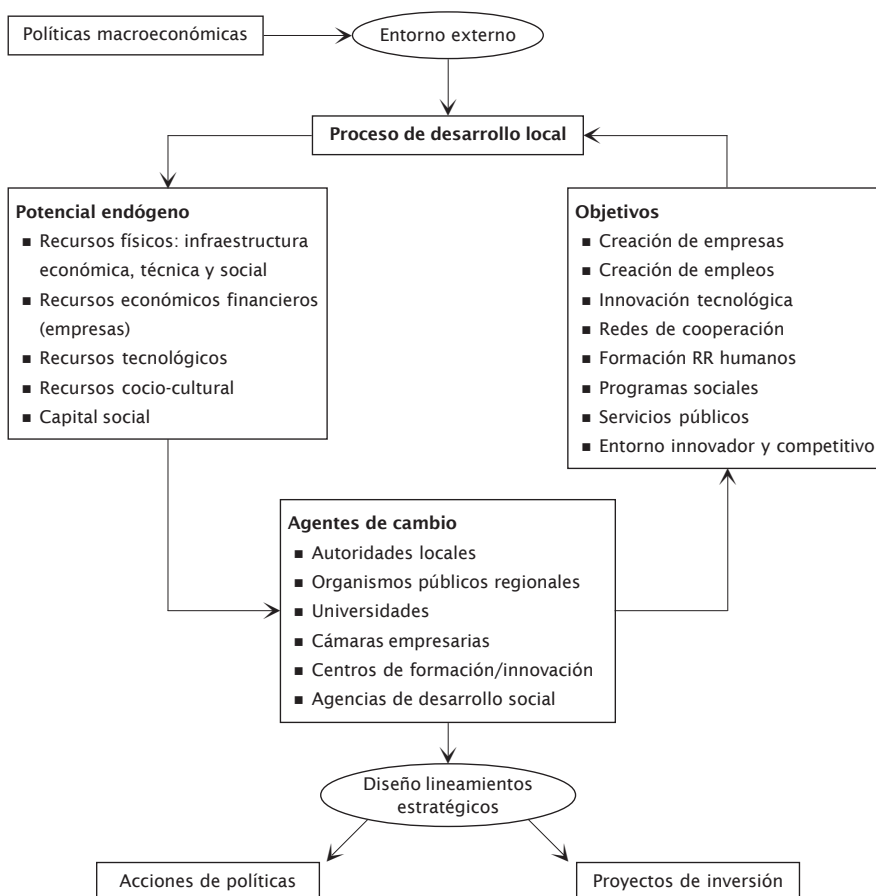 Políticas macroeconómicas
Entorno externo
Proceso de desarrollo local
Potencial endógeno
▪ Recursos físicos: infraestructura
económica, técnica y social
▪ Recursos económicos financieros
(empresas)
▪ Recursos tecnológicos
▪ Recursos cocio-cultural
▪ Capital social
Objetivos
▪ Creación de empresas
▪ Creación de empleos
▪ Innovación tecnológica
▪ Redes de cooperación
▪ Formación RR humanos
▪ Programas sociales
▪ Servicios públicos
▪ Entorno innovador y competitivo
Agentes de cambio
▪ Autoridades locales
▪ Organismos públicos regionales
▪ Universidades
▪ Cámaras empresarias
▪ Centros de formación/innovación
▪ Agencias de desarrollo social
Diseño lineamientos
estratégicos
Acciones de políticas
Proyectos de inversión